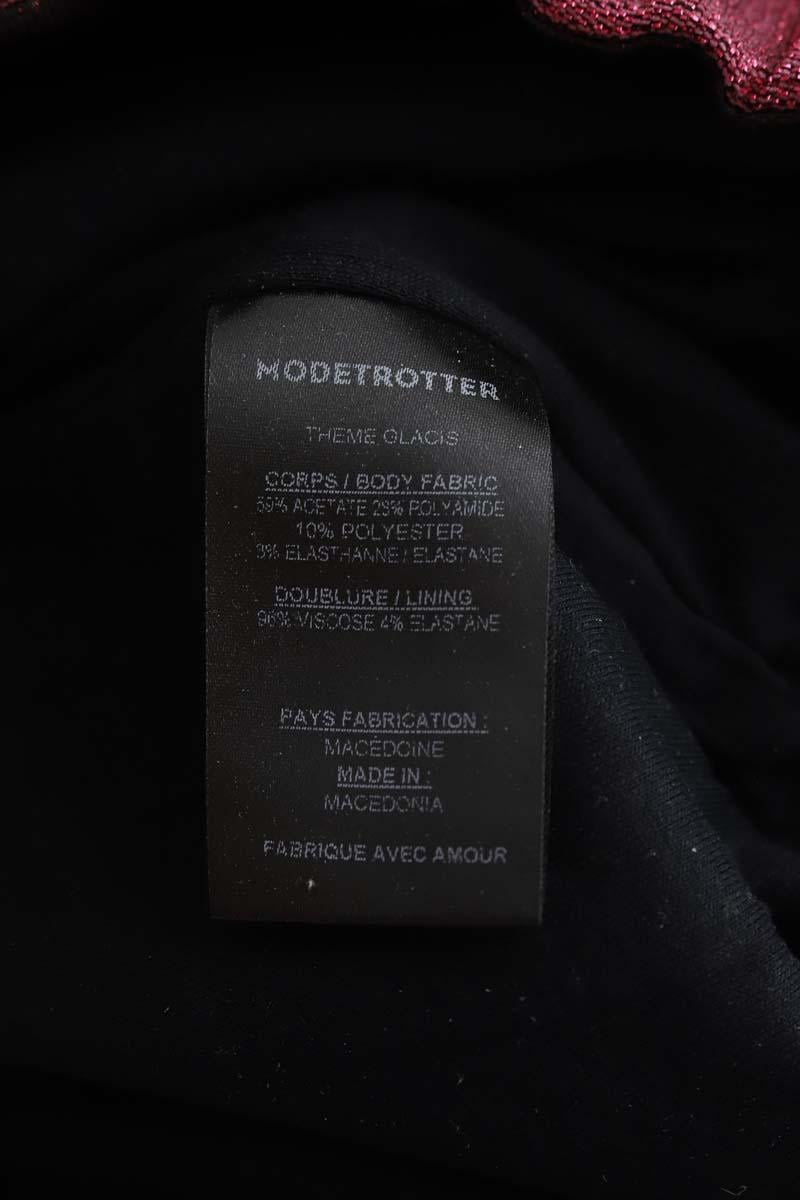 MODETROTTER
THEME GLACIS
CORPS / BODY FABRIC
59% ACETATE 28% POLYAMIDE
10% POLYESTER
3% ELASTHANNE / ELASTANE
DOUBLURE / LINING
96% VISCOSE 4% ELASTANE
PAYS FABRICATION :
MACEDOINE
MADE IN :
MACEDONIA
FABRIQUE AVEC AMOUR